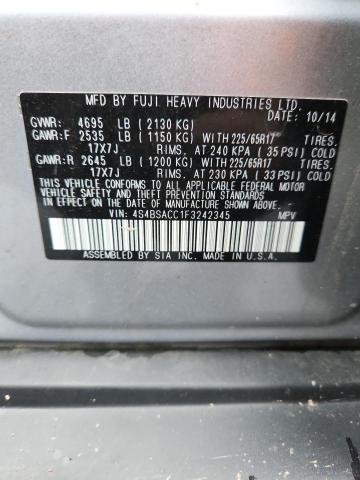 MFD BY FUJI HEAVY INDUSTRIES LTD. 10/14
GVWR: 4695 LB ( 2130 KG)
GAWR:F 2535 LB ( 1150 KG) WITH 225/65R17 TIRES.
17X7J RIMS. AT 240 KPA ( 35 PSI) COLD.
GAWR:R 2645 LB ( 1200 KG) WITH 225/65R17 TIRES.
17X7J RIMS. AT 230 KPA ( 33 PSI) COLD.
THIS VEHICLE CONFORMS TO ALL APPLICABLE FEDERAL MOTOR
VEHICLE SAFETY AND THEFT PREVENTION STANDARDS IN EFFECT
ON THE DATE OF MANUFACTURE SHOWN ABOVE.
VIN: 4S4BSACC1F3242345 MPV
ASSEMBLED BY SIA INC. MADE IN U.S.A.